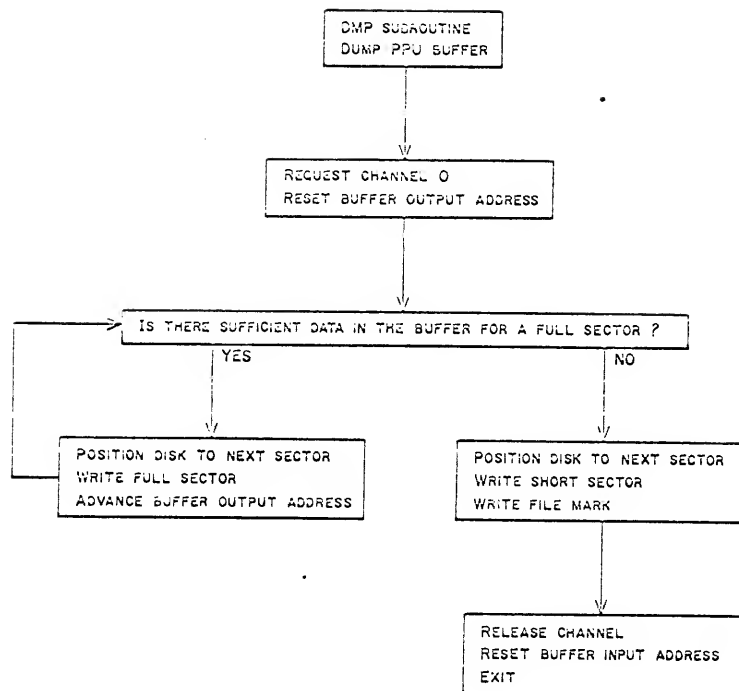 DMP SUBROUTINE
DUMP PPU BUFFER
REQUEST CHANNEL 0
RESET BUFFER OUTPUT ADDRESS
IS THERE SUFFICIENT DATA IN THE BUFFER FOR A FULL SECTOR ?
YES
NO
POSITION DISK TO NEXT SECTOR
WRITE FULL SECTOR
ADVANCE BUFFER OUTPUT ADDRESS
POSITION DISK TO NEXT SECTOR
WRITE SHORT SECTOR
WRITE FILE MARK
RELEASE CHANNEL
RESET BUFFER INPUT ADDRESS
EXIT